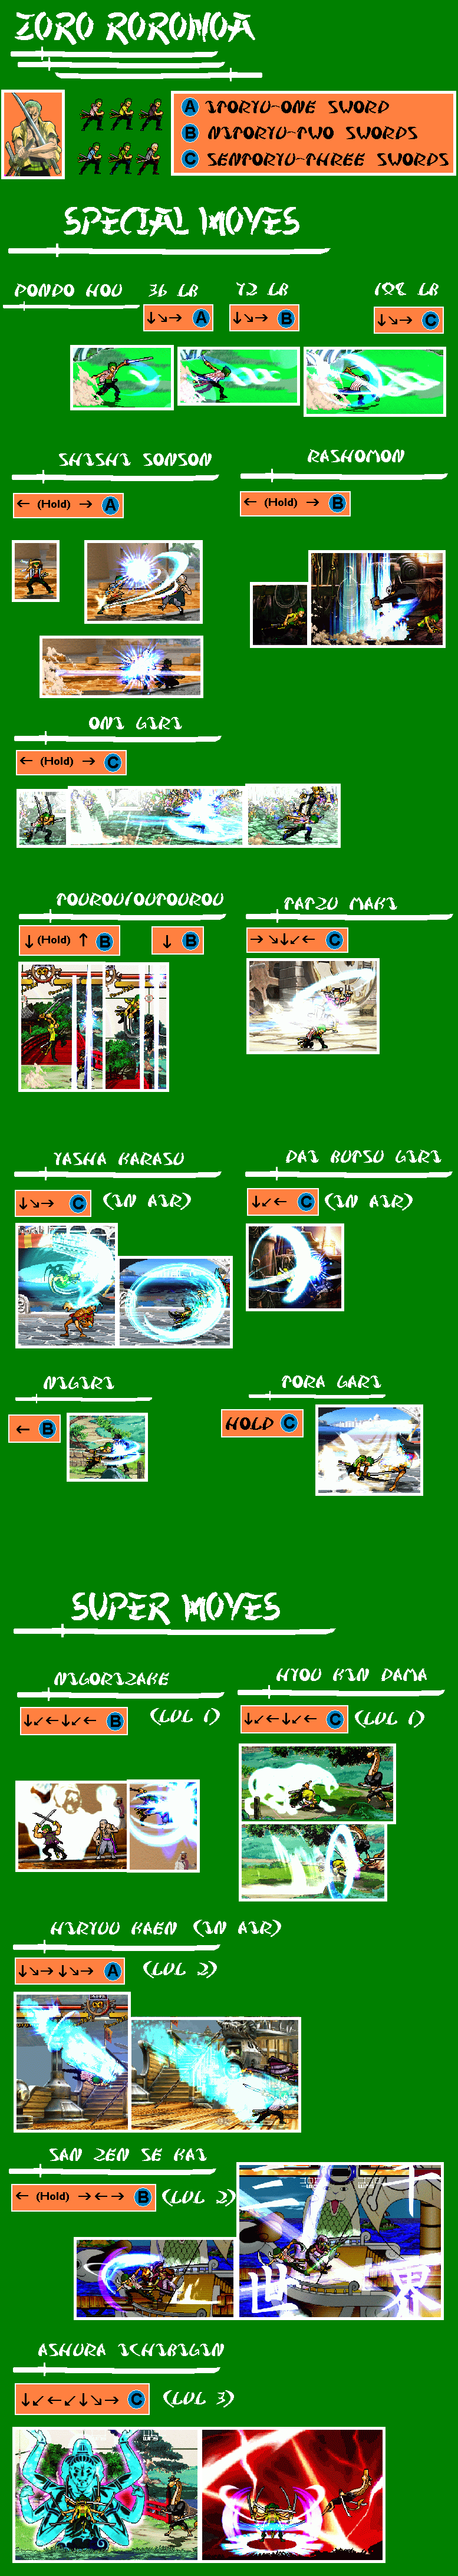 ZORO RORONOA
A ITORYU-ONE SWORD
B NITORYU-TWO SWORDS
C SENTORYU-THREE SWORDS
SPECIAL MOVES
PONDO HOU 36 LB 72 LB 108 LB
↓↘→ A ↓↘→ B ↓↘→ C
SHISHI SONSON RASHOMON
← (Hold) → A ← (Hold) → B
ONI GIRI
← (Hold) → C
TOUROU/OUTOUROU TATZU MAKI
↓ (Hold) ↑ B ↓ B → ↘↓↙← C
YASHA KARASU DAI BUTSU GIRI
↓↘→ C (IN AIR) ↓↙← C (IN AIR)
NIGIRI TORA GARI
← B HOLD C
SUPER MOVES
NIGORIZAKE HYOU KIN DAMA
↓↙←↓↙← B (LVL 1) ↓↙←↓↙← C (LVL 1)
HIRYUU KAEN (IN AIR)
↓↘→↓↘→ A (LVL 2)
SAN ZEN SE KAI
← (Hold) →←→ B (LVL 2)
世 界
ASHURA ICHIBIGIN
↓↙←↙↓↘→ C (LVL 3)